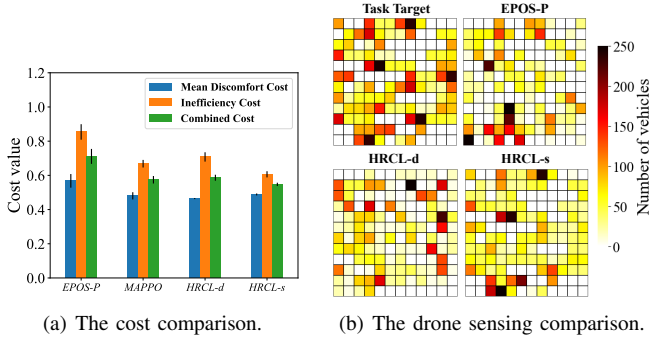 Task Target
EPOS-P
1.2
1.0
0.8
0.6
0.4
0.2
0.0
Cost value
Mean Discomfort Cost
Inefficiency Cost
Combined Cost
EPOS-P
MAPPO
HRCL-d
HRCL-s
HRCL-d
HRCL-s
250
200
150
100
50
0
Number of vehicles
(a) The cost comparison.
(b) The drone sensing comparison.